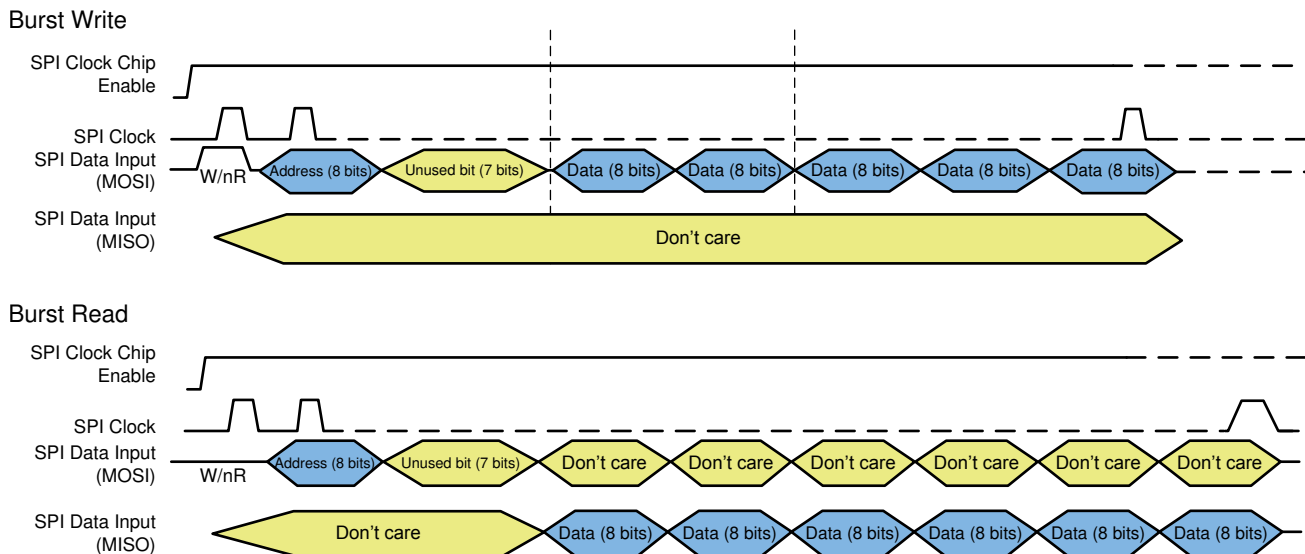 Burst Write
SPI Clock Chip
Enable
SPI Clock
SPI Data Input
(MOSI)
W/nR
Address (8 bits)
Unused bit (7 bits)
Data (8 bits)
Data (8 bits)
Data (8 bits)
Data (8 bits)
Data (8 bits)
SPI Data Input
(MISO)
Don't care
Burst Read
SPI Clock Chip
Enable
SPI Clock
SPI Data Input
(MOSI)
W/nR
Address (8 bits)
Unused bit (7 bits)
Don't care
Don't care
Don't care
Don't care
Don't care
Don't care
SPI Data Input
(MISO)
Don't care
Data (8 bits)
Data (8 bits)
Data (8 bits)
Data (8 bits)
Data (8 bits)
Data (8 bits)